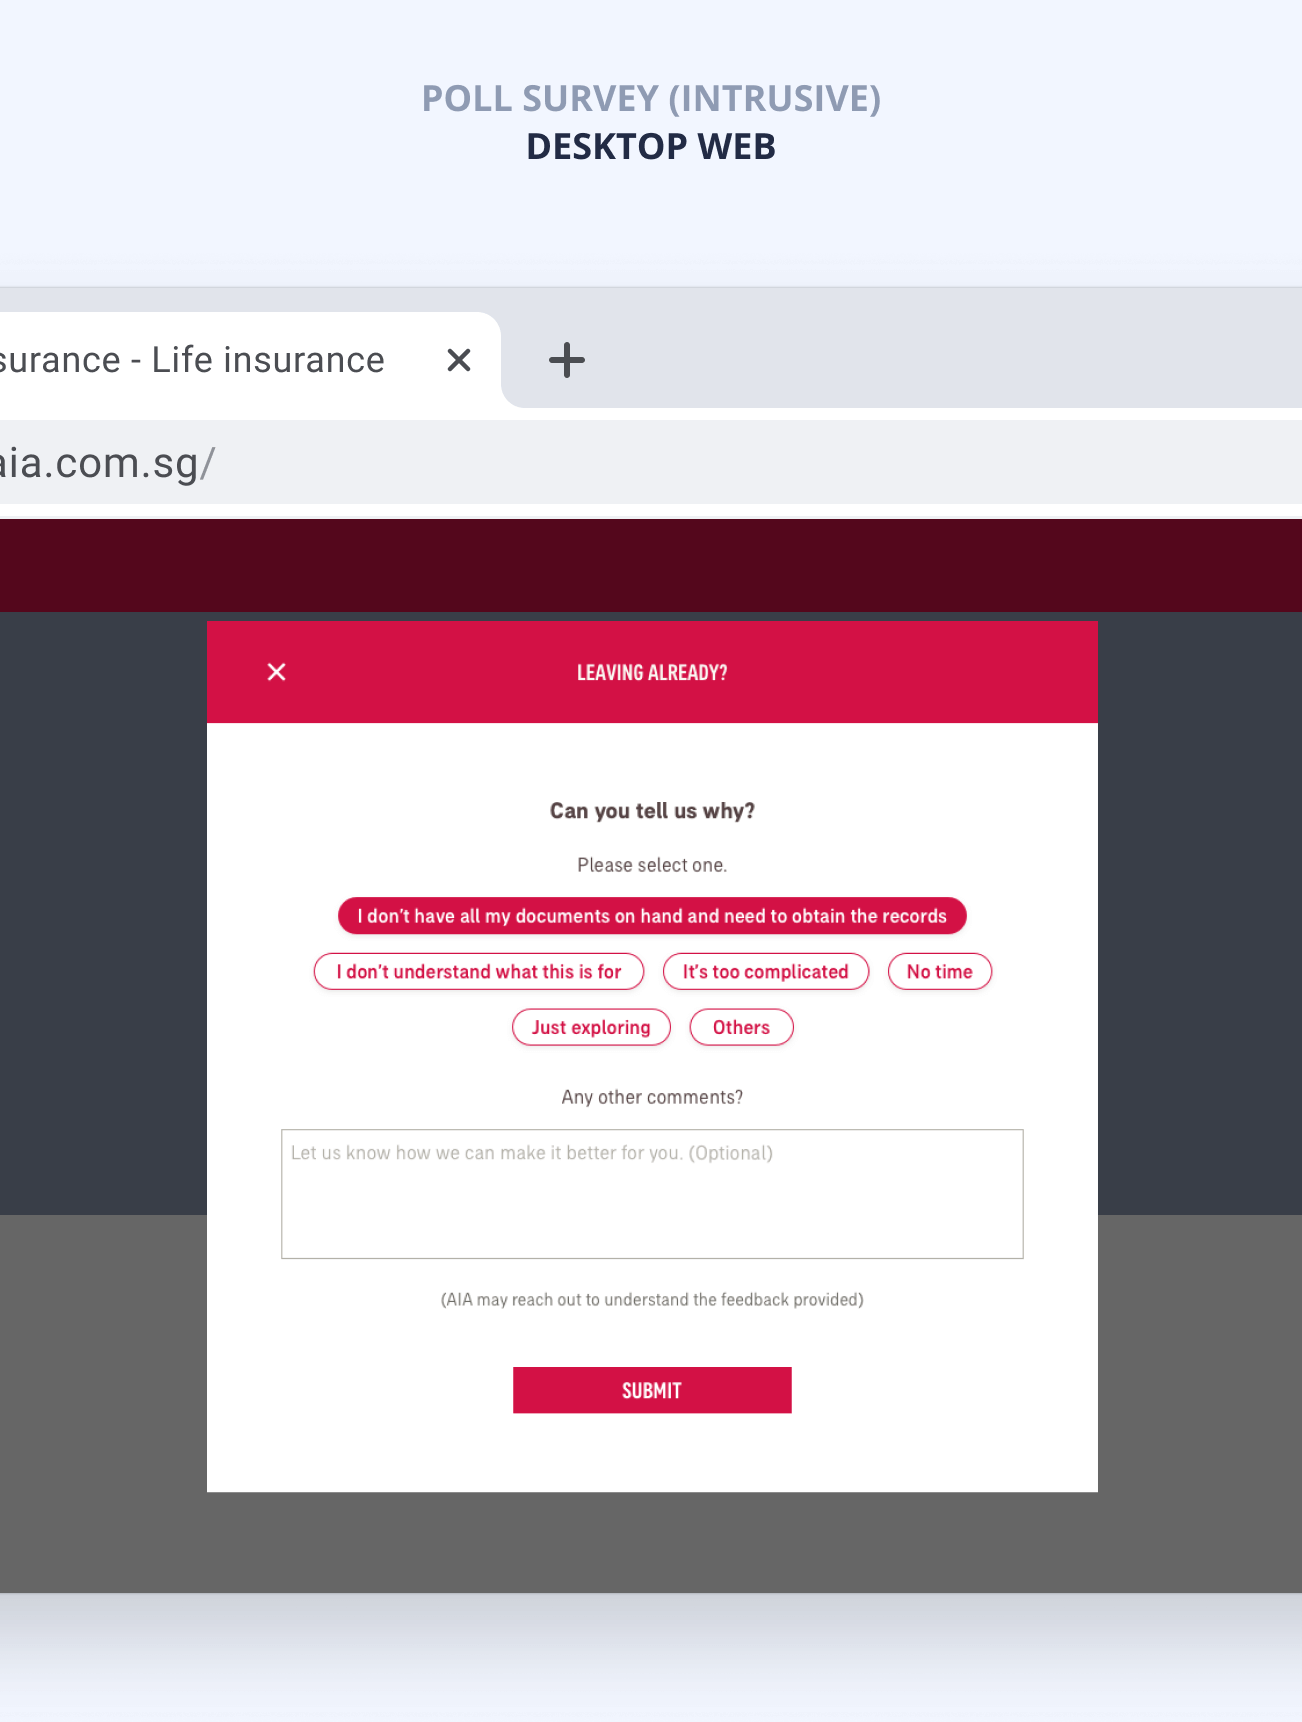 POLL SURVEY (INTRUSIVE)
DESKTOP WEB
surance - Life insurance
aia.com.sg/
LEAVING ALREADY?
Can you tell us why?
Please select one.
I don't have all my documents on hand and need to obtain the records
I don't understand what this is for
It's too complicated
No time
Just exploring
Others
Any other comments?
Let us know how we can make it better for you. (Optional)
(AIA may reach out to understand the feedback provided)
SUBMIT